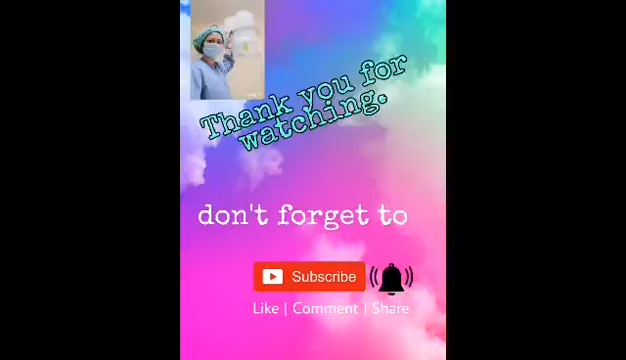 Thank you for
watching.
don't forget to
Subscribe
Like | Comment | Share